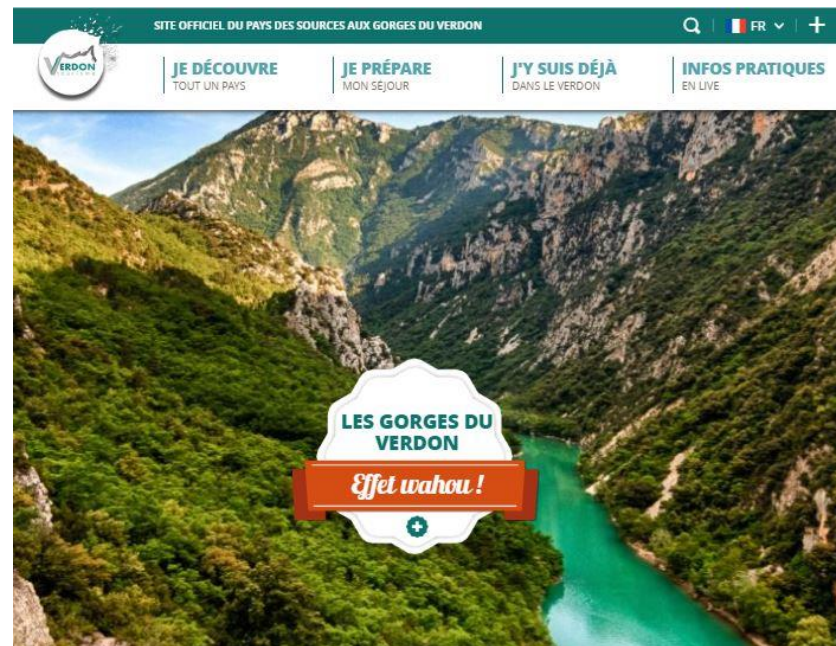 SITE OFFICIEL DU PAYS DES SOURCES AUX GORGES DU VERDON
FR
VERDON
tourisme
JE DÉCOUVRE
TOUT UN PAYS
JE PRÉPARE
MON SÉJOUR
J'Y SUIS DÉJÀ
DANS LE VERDON
INFOS PRATIQUES
EN LIVE
LES GORGES DU
VERDON
Effet wahou !